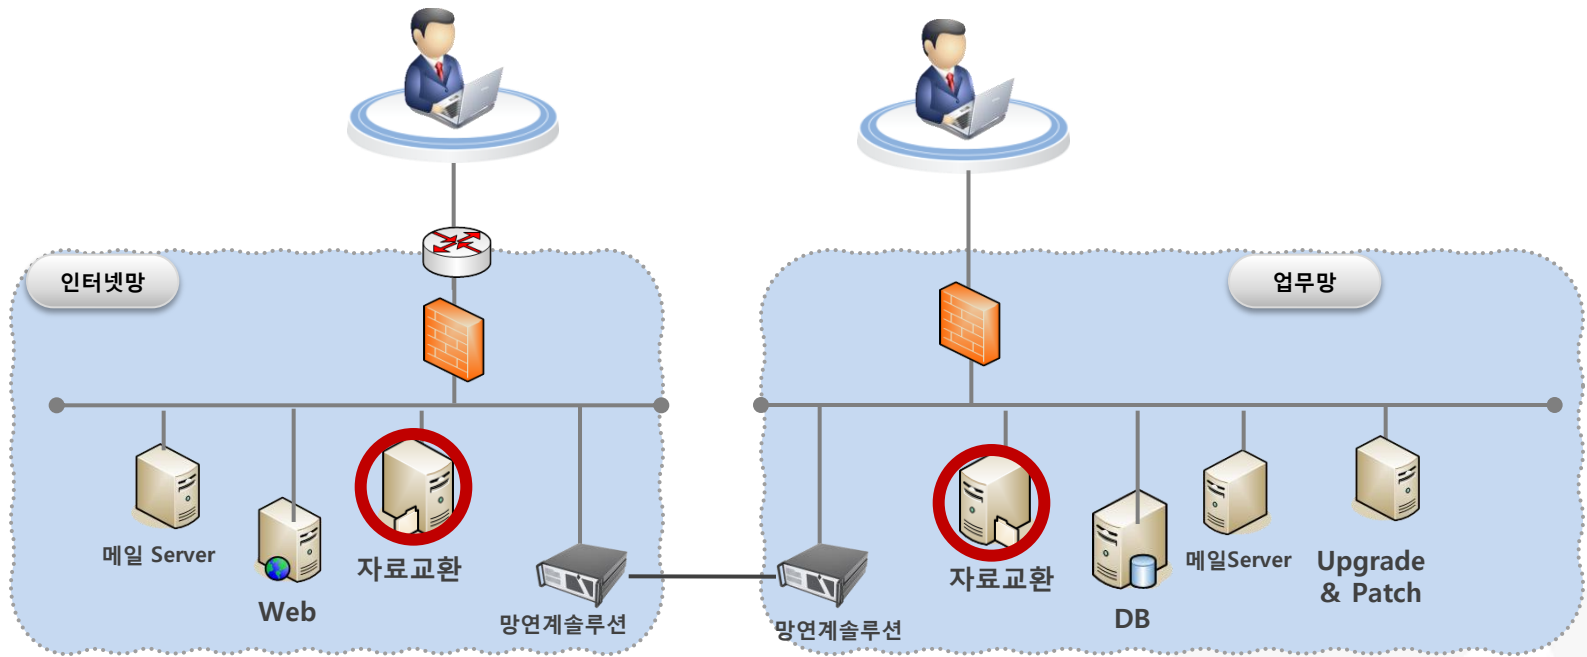 인터넷망
업무망
메일 Server
Web
자료교환
망연계솔루션
망연계솔루션
자료교환
DB
메일Server
Upgrade
& Patch